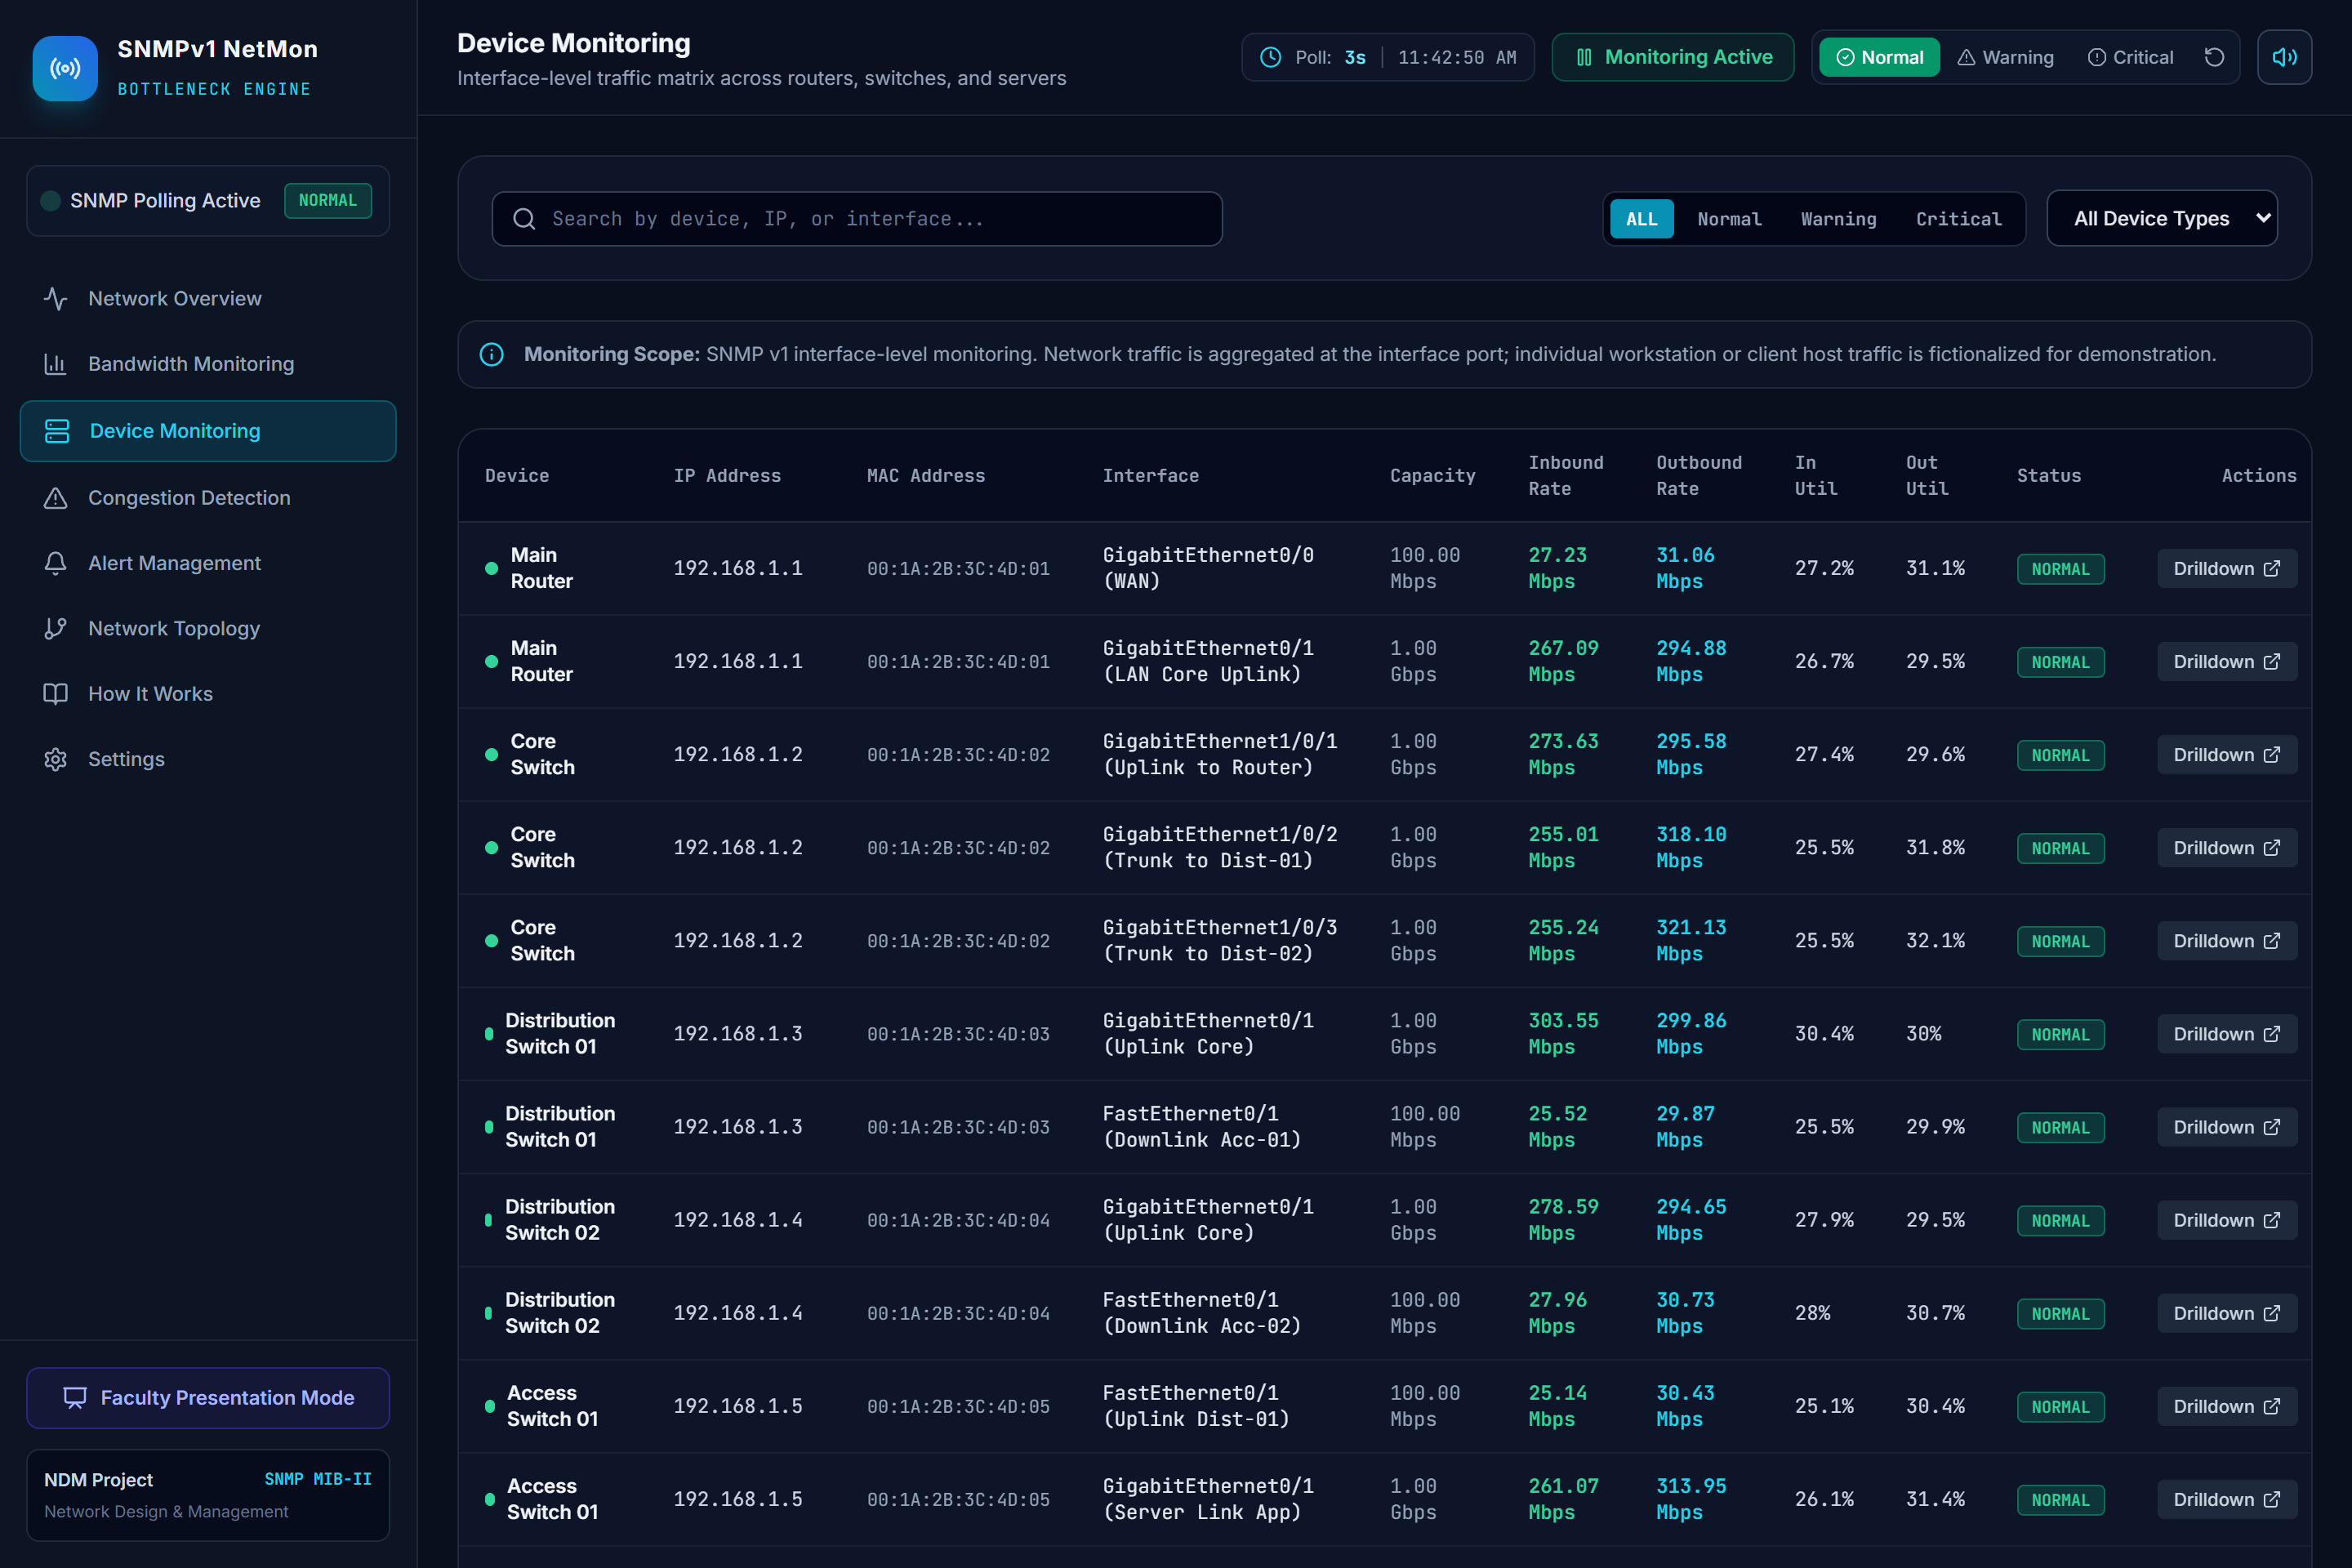 SNMPv1 NetMon
BOTTLENECK ENGINE
SNMP Polling Active NORMAL
Network Overview
Bandwidth Monitoring
Device Monitoring
Congestion Detection
Alert Management
Network Topology
How It Works
Settings
Faculty Presentation Mode
NDM Project SNMP MIB-II
Network Design & Management
Device Monitoring
Interface-level traffic matrix across routers, switches, and servers
Poll: 3s 11:42:50 AM Monitoring Active Normal Warning Critical
Search by device, IP, or interface... ALL Normal Warning Critical All Device Types
Monitoring Scope: SNMP v1 interface-level monitoring. Network traffic is aggregated at the interface port; individual workstation or client host traffic is fictionalized for demonstration.
Device IP Address MAC Address Interface Capacity Inbound Rate Outbound Rate In Util Out Util Status Actions
Main Router 192.168.1.1 00:1A:2B:3C:4D:01 GigabitEthernet0/0 (WAN) 100.00 Mbps 27.23 Mbps 31.06 Mbps 27.2% 31.1% NORMAL Drilldown
Main Router 192.168.1.1 00:1A:2B:3C:4D:01 GigabitEthernet0/1 (LAN Core Uplink) 1.00 Gbps 267.09 Mbps 294.88 Mbps 26.7% 29.5% NORMAL Drilldown
Core Switch 192.168.1.2 00:1A:2B:3C:4D:02 GigabitEthernet1/0/1 (Uplink to Router) 1.00 Gbps 273.63 Mbps 295.58 Mbps 27.4% 29.6% NORMAL Drilldown
Core Switch 192.168.1.2 00:1A:2B:3C:4D:02 GigabitEthernet1/0/2 (Trunk to Dist-01) 1.00 Gbps 255.01 Mbps 318.10 Mbps 25.5% 31.8% NORMAL Drilldown
Core Switch 192.168.1.2 00:1A:2B:3C:4D:02 GigabitEthernet1/0/3 (Trunk to Dist-02) 1.00 Gbps 255.24 Mbps 321.13 Mbps 25.5% 32.1% NORMAL Drilldown
Distribution Switch 01 192.168.1.3 00:1A:2B:3C:4D:03 GigabitEthernet0/1 (Uplink Core) 1.00 Gbps 303.55 Mbps 299.86 Mbps 30.4% 30% NORMAL Drilldown
Distribution Switch 01 192.168.1.3 00:1A:2B:3C:4D:03 FastEthernet0/1 (Downlink Acc-01) 100.00 Mbps 25.52 Mbps 29.87 Mbps 25.5% 29.9% NORMAL Drilldown
Distribution Switch 02 192.168.1.4 00:1A:2B:3C:4D:04 GigabitEthernet0/1 (Uplink Core) 1.00 Gbps 278.59 Mbps 294.65 Mbps 27.9% 29.5% NORMAL Drilldown
Distribution Switch 02 192.168.1.4 00:1A:2B:3C:4D:04 FastEthernet0/1 (Downlink Acc-02) 100.00 Mbps 27.96 Mbps 30.73 Mbps 28% 30.7% NORMAL Drilldown
Access Switch 01 192.168.1.5 00:1A:2B:3C:4D:05 FastEthernet0/1 (Uplink Dist-01) 100.00 Mbps 25.14 Mbps 30.43 Mbps 25.1% 30.4% NORMAL Drilldown
Access Switch 01 192.168.1.5 00:1A:2B:3C:4D:05 GigabitEthernet0/1 (Server Link App) 1.00 Gbps 261.07 Mbps 313.95 Mbps 26.1% 31.4% NORMAL Drilldown